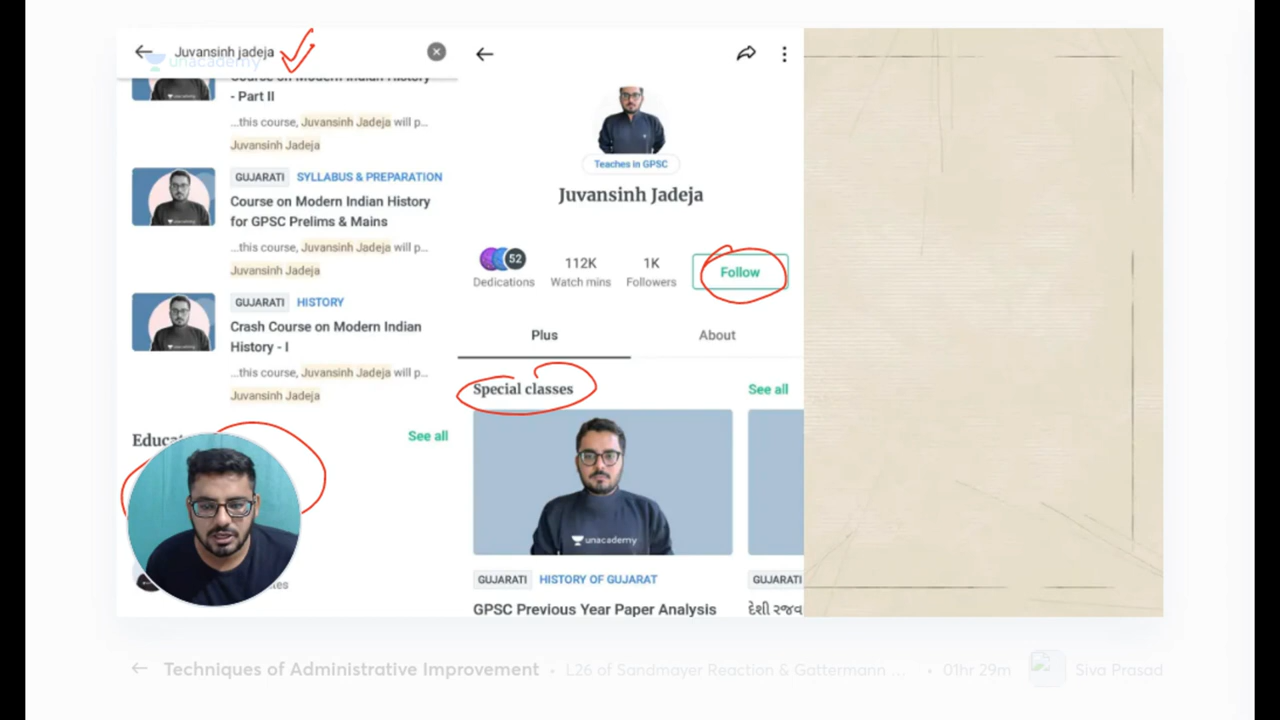 Juvansinh jadeja
unacademy
Course on Modern Indian History
- Part II
...this course, Juvansinh Jadeja will p...
Juvansinh Jadeja
GUJARATI SYLLABUS & PREPARATION
Course on Modern Indian History
for GPSC Prelims & Mains
...this course, Juvansinh Jadeja will p...
Juvansinh Jadeja
GUJARATI HISTORY
Crash Course on Modern Indian
History - I
...this course, Juvansinh Jadeja will p...
Juvansinh Jadeja
See all
Teaches in GPSC
Juvansinh Jadeja
52 112K 1K Follow
Dedications Watch mins Followers
Plus About
Special classes See all
unacademy
GUJARATI HISTORY OF GUJARAT GUJARATI
GPSC Previous Year Paper Analysis દેશી રજવ
Techniques of Administrative Improvement • L26 of Sandmayer Reaction & Gattermann ... • 01hr 29m Siva Prasad